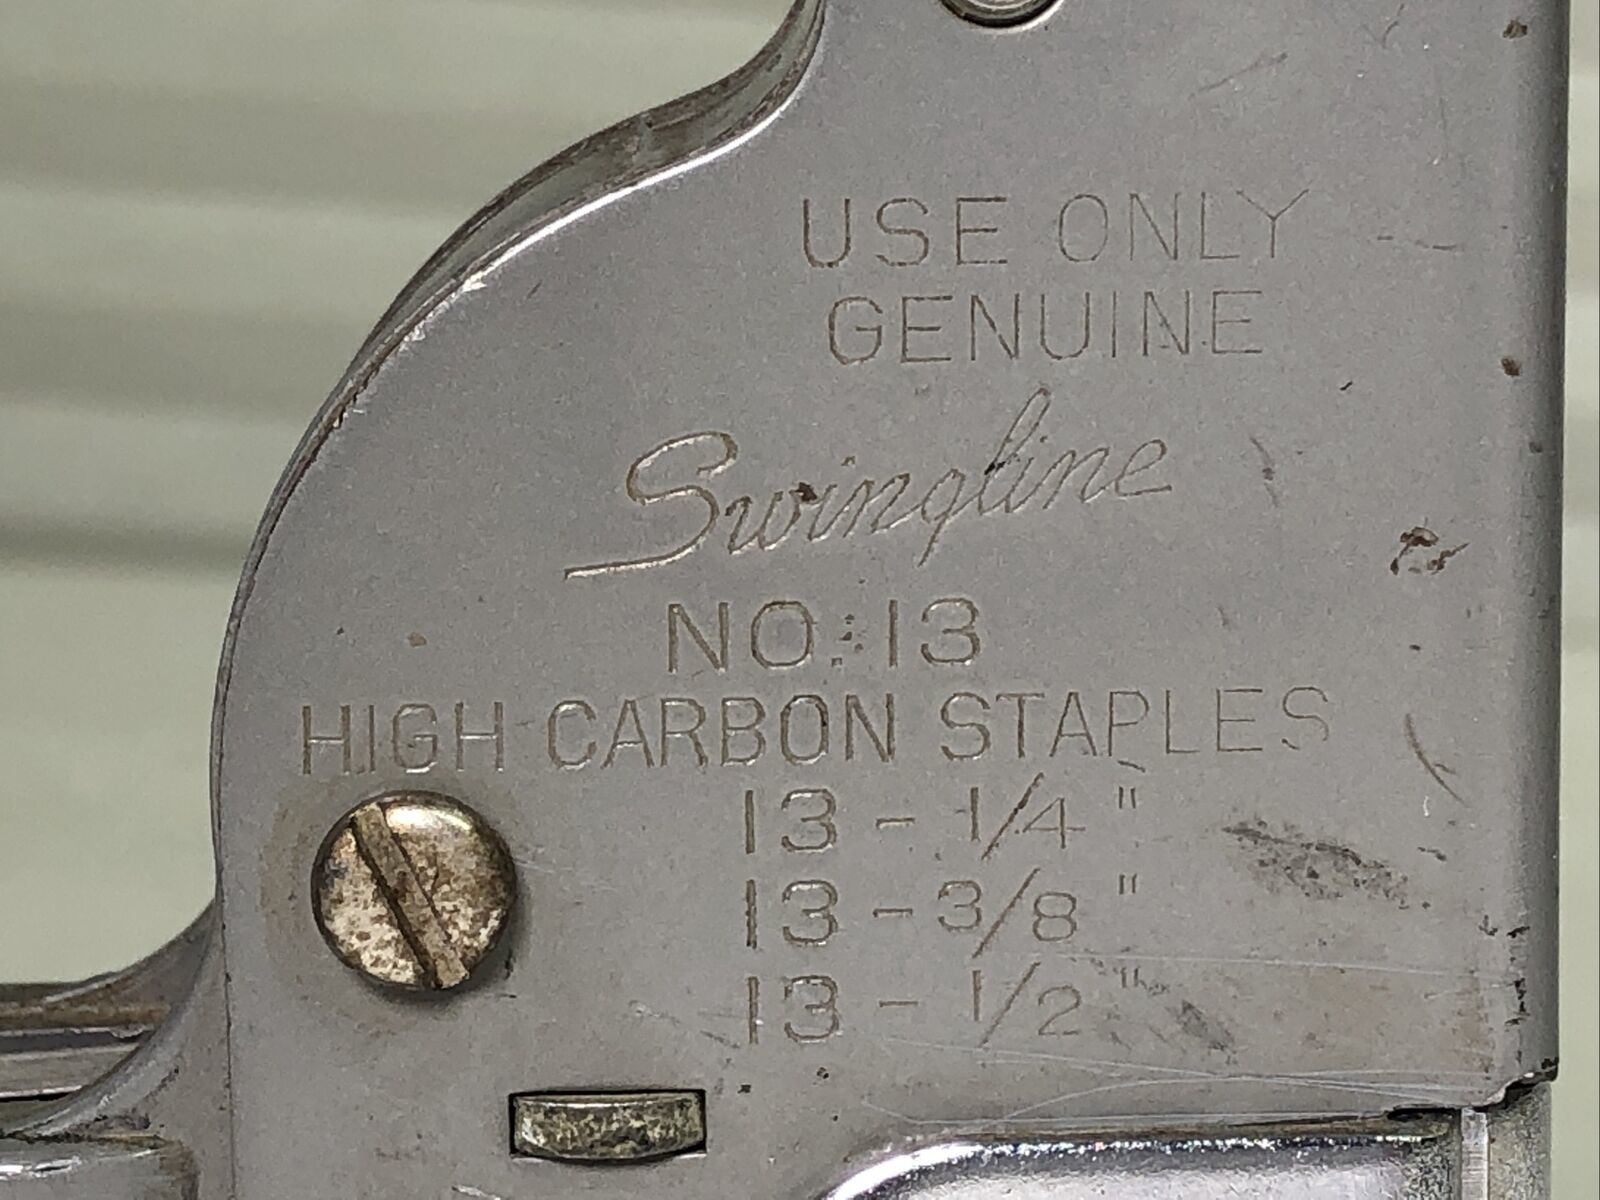 USE ONLY
GENUINE
Swingline
NO. 13
HIGH CARBON STAPLES
13 - 1/4 "
13 - 3/8 "
13 - 1/2 "